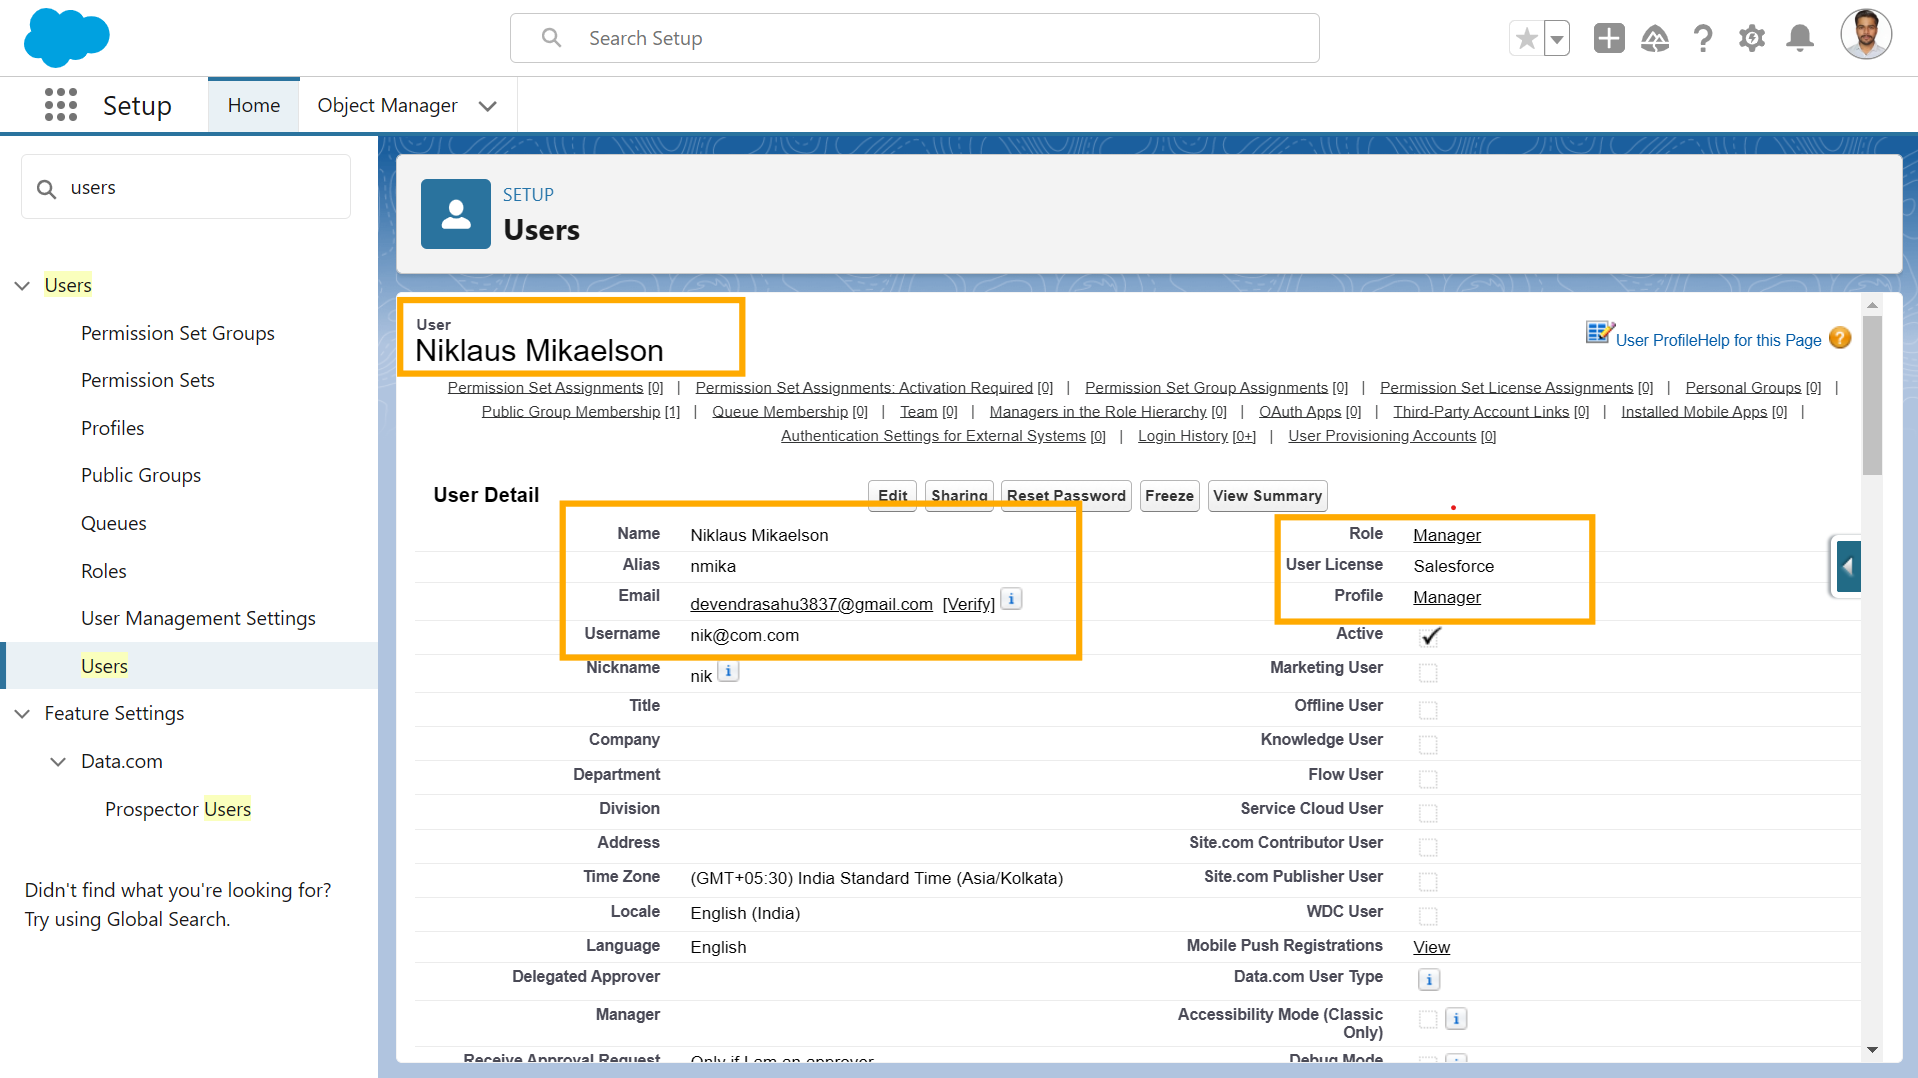 Search Setup
Setup
Home
Object Manager
users
Users
Permission Set Groups
Permission Sets
Profiles
Public Groups
Queues
Roles
User Management Settings
Users
Feature Settings
Data.com
Prospector Users
Didn't find what you're looking for?
Try using Global Search.
SETUP
Users
User
Niklaus Mikaelson
User ProfileHelp for this Page
Permission Set Assignments [0] | Permission Set Assignments: Activation Required [0] | Permission Set Group Assignments [0] | Permission Set License Assignments [0] | Personal Groups [0] |
Public Group Membership [1] | Queue Membership [0] | Team [0] | Managers in the Role Hierarchy [0] | OAuth Apps [0] | Third-Party Account Links [0] | Installed Mobile Apps [0] |
Authentication Settings for External Systems [0] | Login History [0+] | User Provisioning Accounts [0]
User Detail
Edit Sharing Reset Password Freeze View Summary
Name Niklaus Mikaelson Role Manager
Alias nmika User License Salesforce
Email devendrasahu3837@gmail.com [Verify] Profile Manager
Username nik@com.com Active
Nickname nik Marketing User
Title Offline User
Company Knowledge User
Department Flow User
Division Service Cloud User
Address Site.com Contributor User
Time Zone (GMT+05:30) India Standard Time (Asia/Kolkata) Site.com Publisher User
Locale English (India) WDC User
Language English Mobile Push Registrations View
Delegated Approver Data.com User Type
Manager Accessibility Mode (Classic
Only)
Receive Approval Request Only if I am an approver Debug Mode